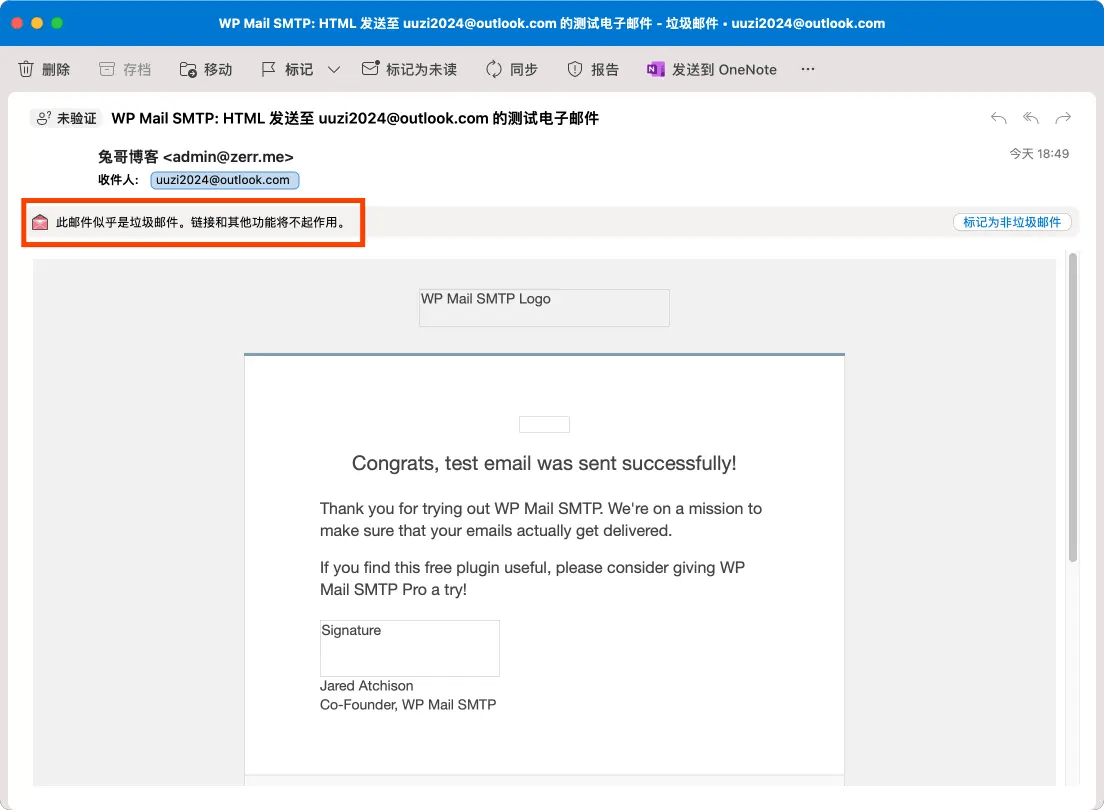 WP Mail SMTP: HTML 发送至 uuzi2024@outlook.com 的测试电子邮件 - 垃圾邮件 • uuzi2024@outlook.com
删除 存档 移动 标记 标记为未读 同步 报告 发送到 OneNote ···
未验证 WP Mail SMTP: HTML 发送至 uuzi2024@outlook.com 的测试电子邮件
兔哥博客 <admin@zerr.me> 今天 18:49
收件人: uuzi2024@outlook.com
此邮件似乎是垃圾邮件。链接和其他功能将不起作用。 标记为非垃圾邮件
WP Mail SMTP Logo
Congrats, test email was sent successfully!
Thank you for trying out WP Mail SMTP. We're on a mission to
make sure that your emails actually get delivered.
If you find this free plugin useful, please consider giving WP
Mail SMTP Pro a try!
Signature
Jared Atchison
Co-Founder, WP Mail SMTP